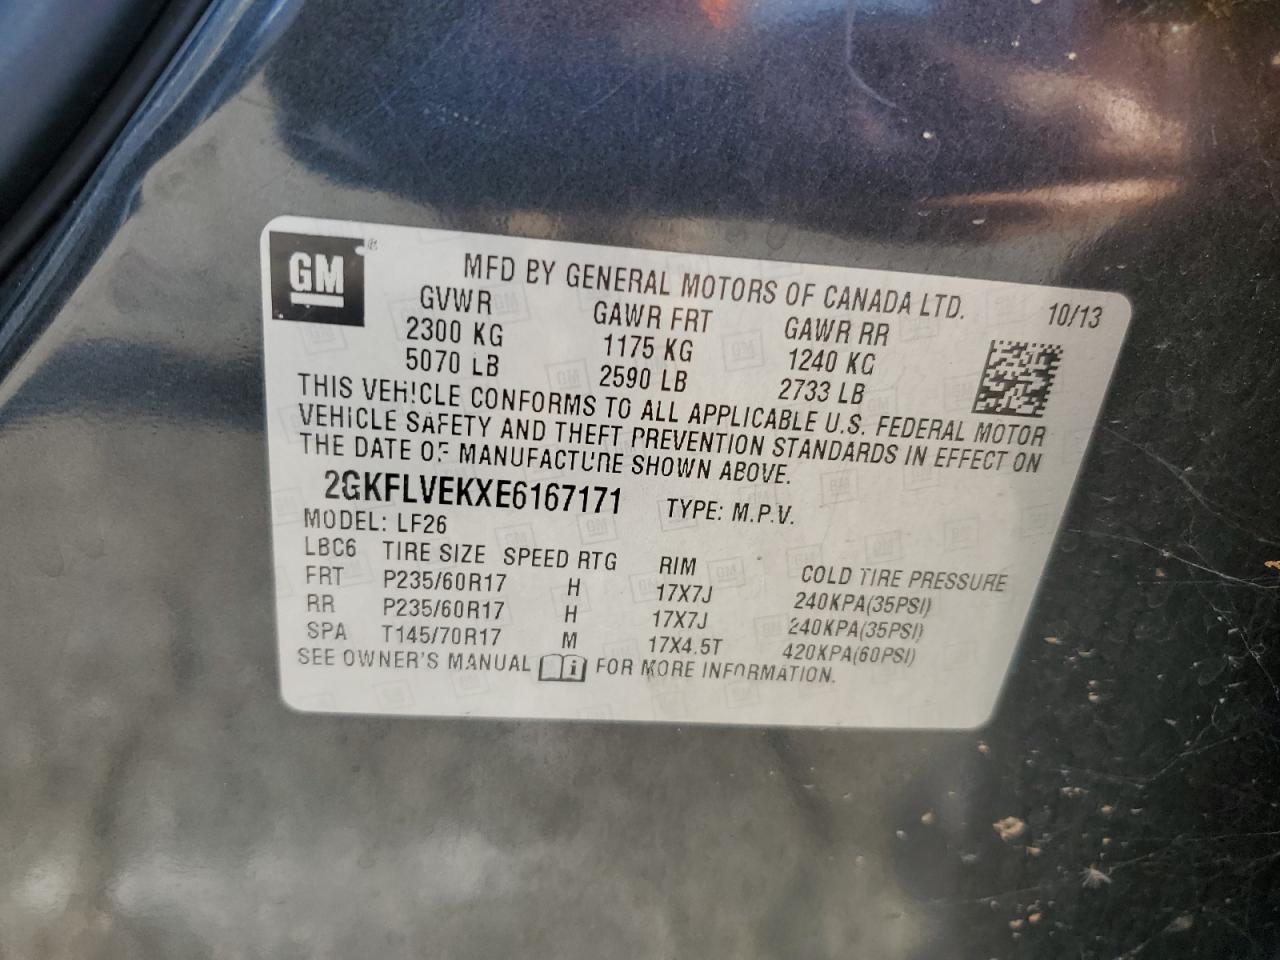 GM ®
MFD BY GENERAL MOTORS OF CANADA LTD.
10/13
GVWR GAWR FRT GAWR RR
2300 KG 1175 KG 1240 KG
5070 LB 2590 LB 2733 LB
THIS VEHICLE CONFORMS TO ALL APPLICABLE U.S. FEDERAL MOTOR
VEHICLE SAFETY AND THEFT PREVENTION STANDARDS IN EFFECT ON
THE DATE OF MANUFACTURE SHOWN ABOVE.
2GKFLVEKXE6167171 TYPE: M.P.V.
MODEL: LF26
LBC6 TIRE SIZE SPEED RTG RIM COLD TIRE PRESSURE
FRT P235/60R17 H 17X7J 240KPA(35PSI)
RR P235/60R17 H 17X7J 240KPA(35PSI)
SPA T145/70R17 M 17X4.5T 420KPA(60PSI)
SEE OWNER'S MANUAL i FOR MORE INFORMATION.